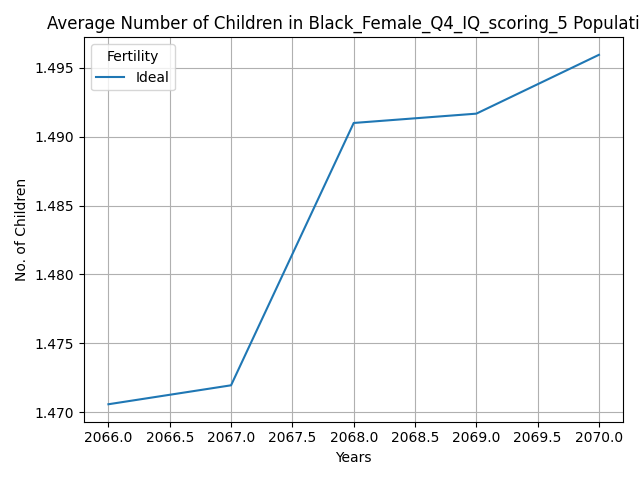 Average Number of Children in Black_Female_Q4_IQ_scoring_5 Populati
Fertility
Ideal
No. of Children
1.495
1.490
1.485
1.480
1.475
1.470
2066.0 2066.5 2067.0 2067.5 2068.0 2068.5 2069.0 2069.5 2070.0
Years